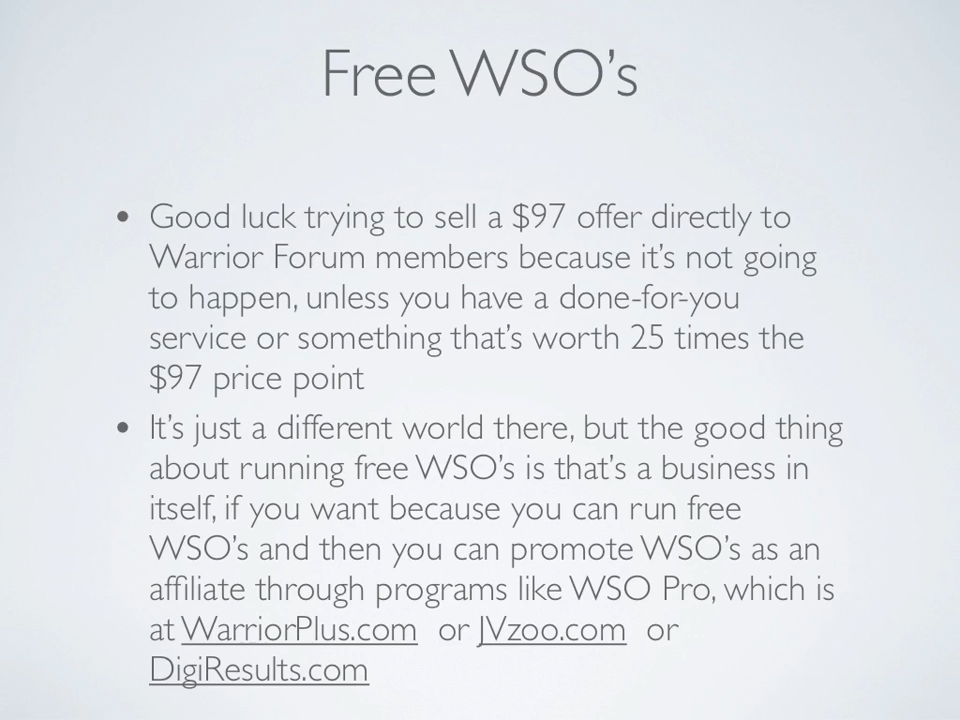 Free WSO’s
• Good luck trying to sell a $97 offer directly to
Warrior Forum members because it’s not going
to happen, unless you have a done-for-you
service or something that’s worth 25 times the
$97 price point
• It’s just a different world there, but the good thing
about running free WSO’s is that’s a business in
itself, if you want because you can run free
WSO’s and then you can promote WSO’s as an
affiliate through programs like WSO Pro, which is
at WarriorPlus.com or JVzoo.com or
DigiResults.com